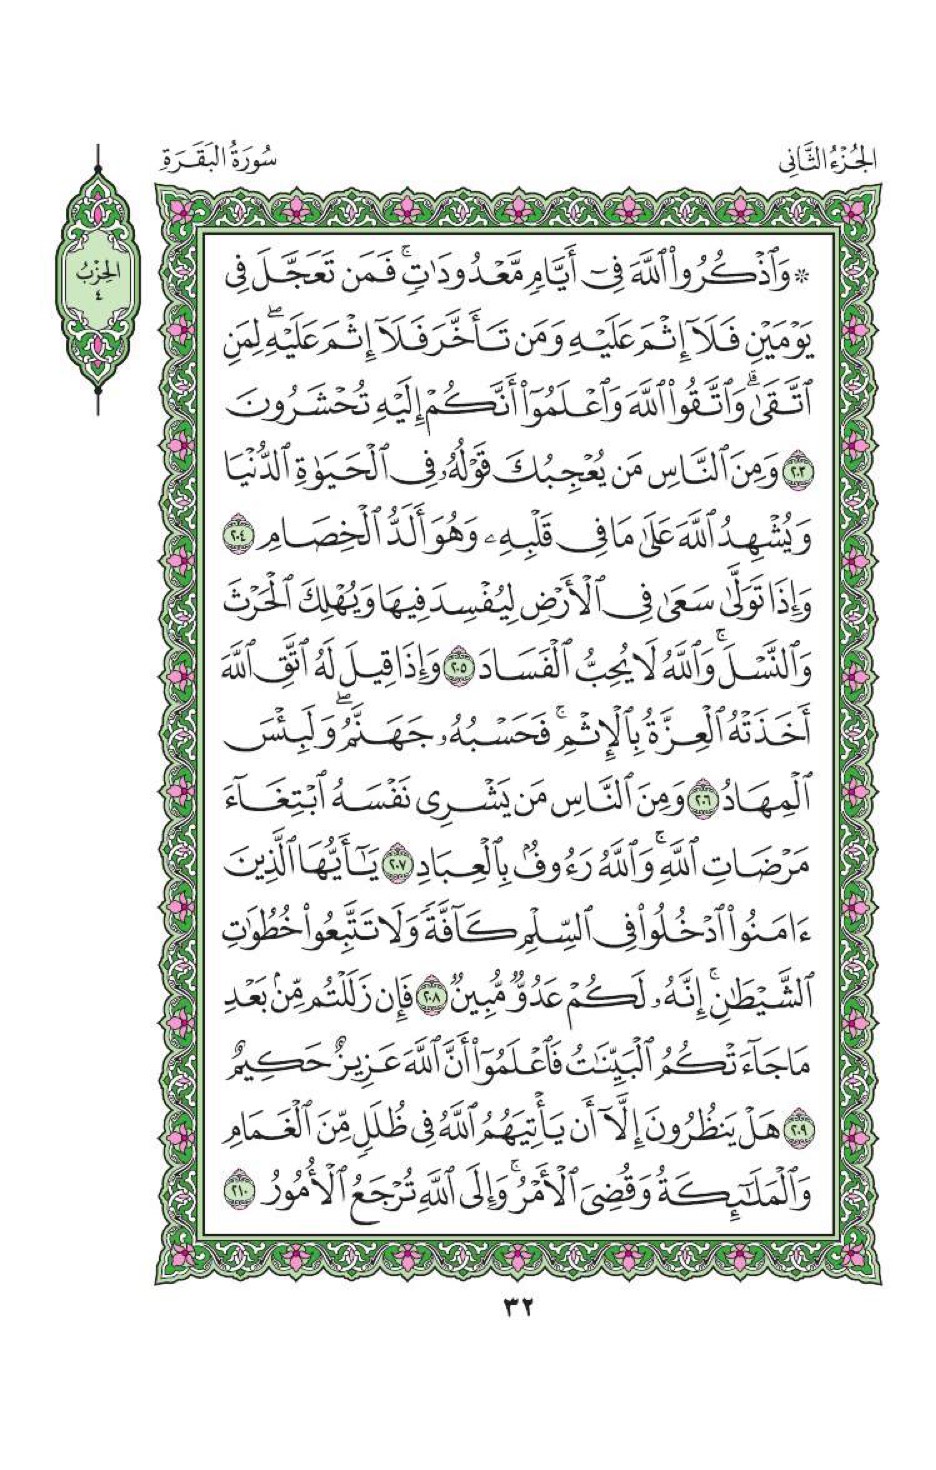 الجُزْءُ الثَّانِى
سُورَةُ البَقَرَةِ
الحِزْبُ
٤
۞ وَٱذْكُرُوا۟ ٱللَّهَ فِىٓ أَيَّامٍ مَّعْدُودَٰتٍ ۚ فَمَن تَعَجَّلَ فِى
يَوْمَيْنِ فَلَآ إِثْمَ عَلَيْهِ وَمَن تَأَخَّرَ فَلَآ إِثْمَ عَلَيْهِ ۖ لِمَنِ
ٱتَّقَىٰ ۗ وَٱتَّقُوا۟ ٱللَّهَ وَٱعْلَمُوٓا۟ أَنَّكُمْ إِلَيْهِ تُحْشَرُونَ
٢٠٣ وَمِنَ ٱلنَّاسِ مَن يُعْجِبُكَ قَوْلُهُۥ فِى ٱلْحَيَوٰةِ ٱلدُّنْيَا
وَيُشْهِدُ ٱللَّهَ عَلَىٰ مَا فِى قَلْبِهِۦ وَهُوَ أَلَدُّ ٱلْخِصَامِ ٢٠٤
وَإِذَا تَوَلَّىٰ سَعَىٰ فِى ٱلْأَرْضِ لِيُفْسِدَ فِيهَا وَيُهْلِكَ ٱلْحَرْثَ
وَٱلنَّسْلَ ۗ وَٱللَّهُ لَا يُحِبُّ ٱلْفَسَادَ ٢٠٥ وَإِذَا قِيلَ لَهُ ٱتَّقِ ٱللَّهَ
أَخَذَتْهُ ٱلْعِزَّةُ بِٱلْإِثْمِ ۚ فَحَسْبُهُۥ جَهَنَّمُ ۖ وَلَبِئْسَ
ٱلْمِهَادُ ٢٠٦ وَمِنَ ٱلنَّاسِ مَن يَشْرِى نَفْسَهُ ٱبْتِغَآءَ
مَرْضَاتِ ٱللَّهِ ۗ وَٱللَّهُ رَءُوفٌۢ بِٱلْعِبَادِ ٢٠٧ يَٰٓأَيُّهَا ٱلَّذِينَ
ءَامَنُوا۟ ٱدْخُلُوا۟ فِى ٱلسِّلْمِ كَآفَّةً وَلَا تَتَّبِعُوا۟ خُطُوَٰتِ
ٱلشَّيْطَٰنِ ۚ إِنَّهُۥ لَكُمْ عَدُوٌّ مُّبِينٌ ٢٠٨ فَإِن زَلَلْتُم مِّنۢ بَعْدِ
مَا جَآءَتْكُمُ ٱلْبَيِّنَٰتُ فَٱعْلَمُوٓا۟ أَنَّ ٱللَّهَ عَزِيزٌ حَكِيمٌ
٢٠٩ هَلْ يَنظُرُونَ إِلَّآ أَن يَأْتِيَهُمُ ٱللَّهُ فِى ظُلَلٍ مِّنَ ٱلْغَمَامِ
وَٱلْمَلَٰٓئِكَةُ وَقُضِىَ ٱلْأَمْرُ ۚ وَإِلَى ٱللَّهِ تُرْجَعُ ٱلْأُمُورُ ٢١٠
٣٢